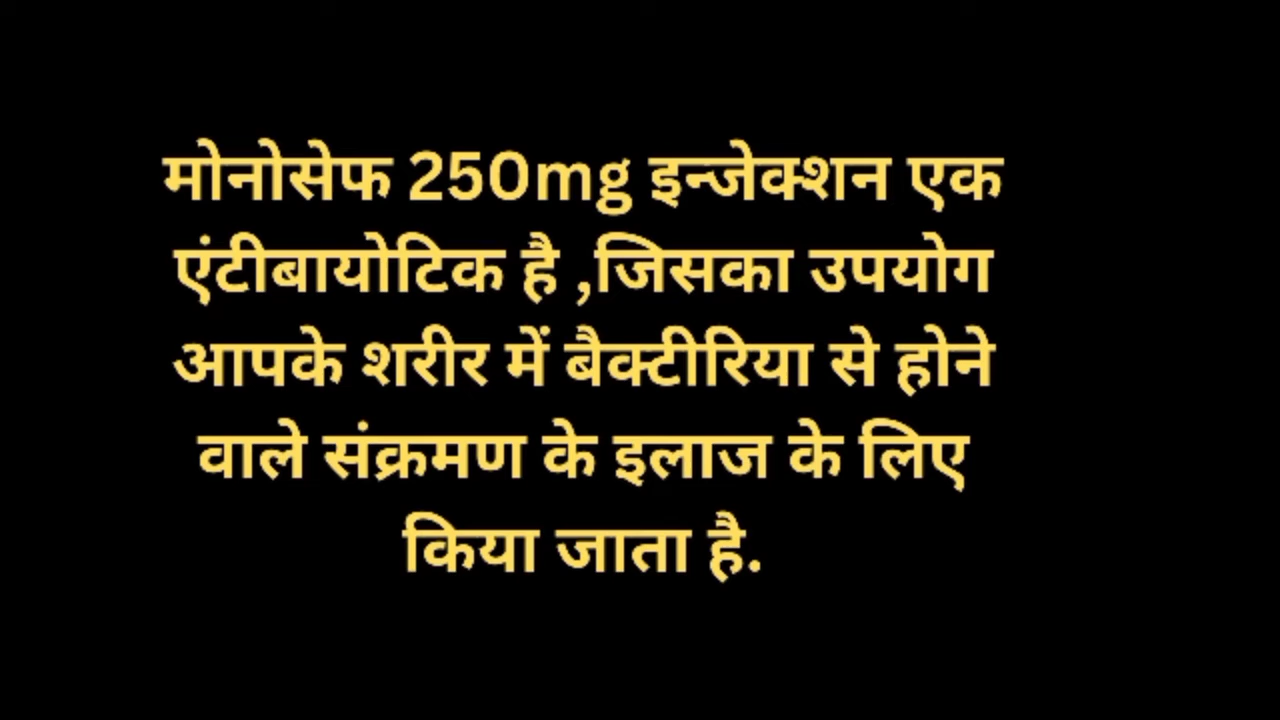 मोनोसेफ 250mg इन्जेक्शन एक
एंटीबायोटिक है ,जिसका उपयोग
आपके शरीर में बैक्टीरिया से होने
वाले संक्रमण के इलाज के लिए
किया जाता है.